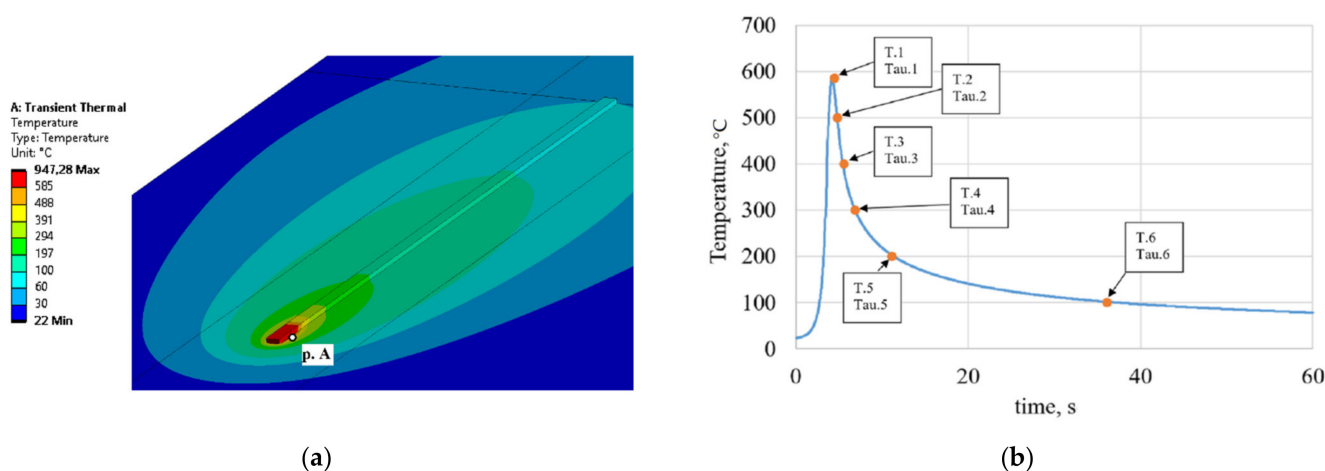 A: Transient Thermal
Temperature
Type: Temperature
Unit: °C
947,28 Max
585
488
391
294
197
100
60
30
22 Min
p. A
(a)
700
600
500
400
300
200
100
0
Temperature, °C
T.1
Tau.1
T.2
Tau.2
T.3
Tau.3
T.4
Tau.4
T.5
Tau.5
T.6
Tau.6
0
20
40
60
time, s
(b)